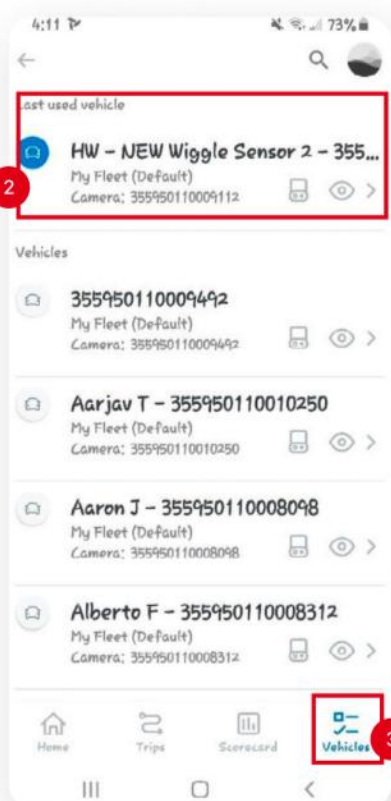 4:11
73%
Last used vehicle
HW - NEW Wiggle Sensor 2 - 355...
My Fleet (Default)
Camera: 355950110009112
2
Vehicles
355950110009492
My Fleet (Default)
Camera: 355950110009492
Aarjav T - 355950110010250
My Fleet (Default)
Camera: 355950110010250
Aaron J - 355950110008098
My Fleet (Default)
Camera: 355950110008098
Alberto F - 355950110008312
My Fleet (Default)
Camera: 355950110008312
Home
Trips
Scorecard
Vehicles
3